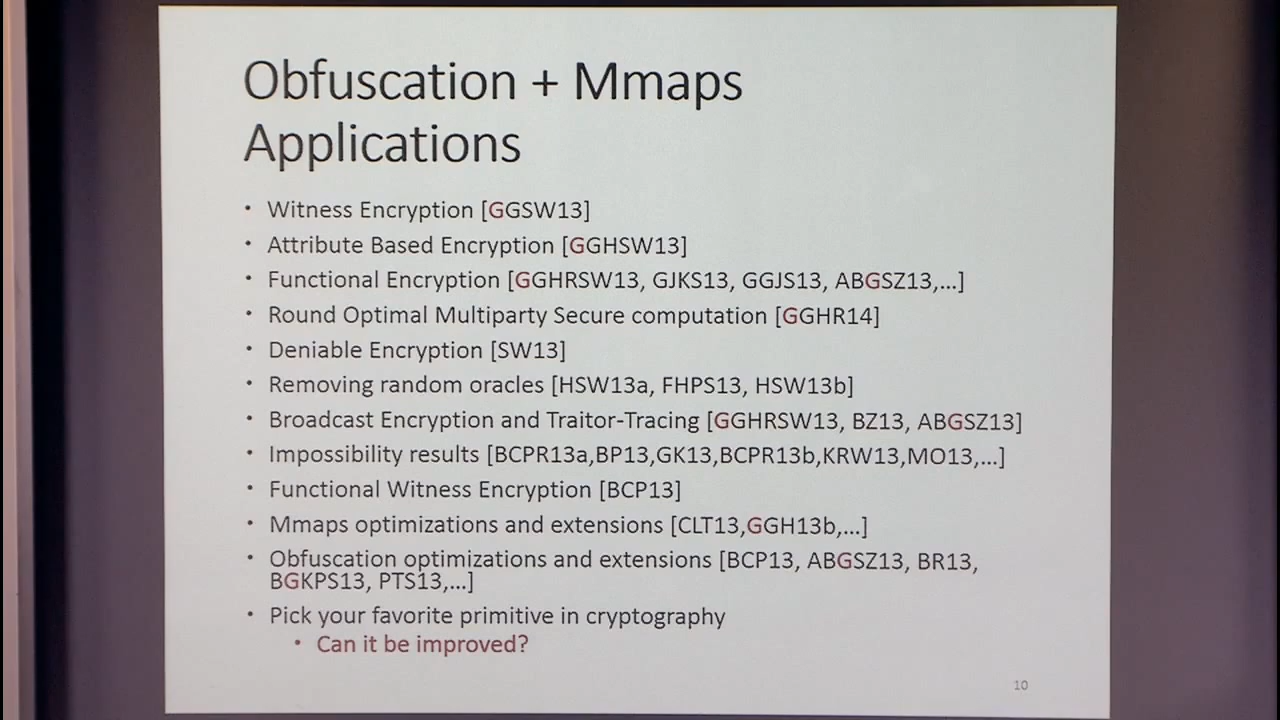 Obfuscation + Mmaps
Applications
• Witness Encryption [GGSW13]
• Attribute Based Encryption [GGHSW13]
• Functional Encryption [GGHRSW13, GJKS13, GGJS13, ABGSZ13,...]
• Round Optimal Multiparty Secure computation [GGHR14]
• Deniable Encryption [SW13]
• Removing random oracles [HSW13a, FHPS13, HSW13b]
• Broadcast Encryption and Traitor-Tracing [GGHRSW13, BZ13, ABGSZ13]
• Impossibility results [BCPR13a,BP13,GK13,BCPR13b,KRW13,MO13,...]
• Functional Witness Encryption [BCP13]
• Mmaps optimizations and extensions [CLT13,GGH13b,...]
• Obfuscation optimizations and extensions [BCP13, ABGSZ13, BR13,
BGKPS13, PTS13,...]
• Pick your favorite primitive in cryptography
• Can it be improved?
10